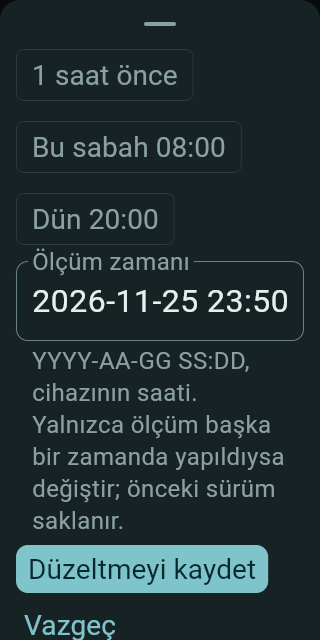 1 saat önce
Bu sabah 08:00
Dün 20:00
Ölçüm zamanı
2026-11-25 23:50
YYYY-AA-GG SS:DD,
cihazının saati.
Yalnızca ölçüm başka
bir zamanda yapıldıysa
değiştir; önceki sürüm
saklanır.
Düzeltmeyi kaydet
Vazgeç